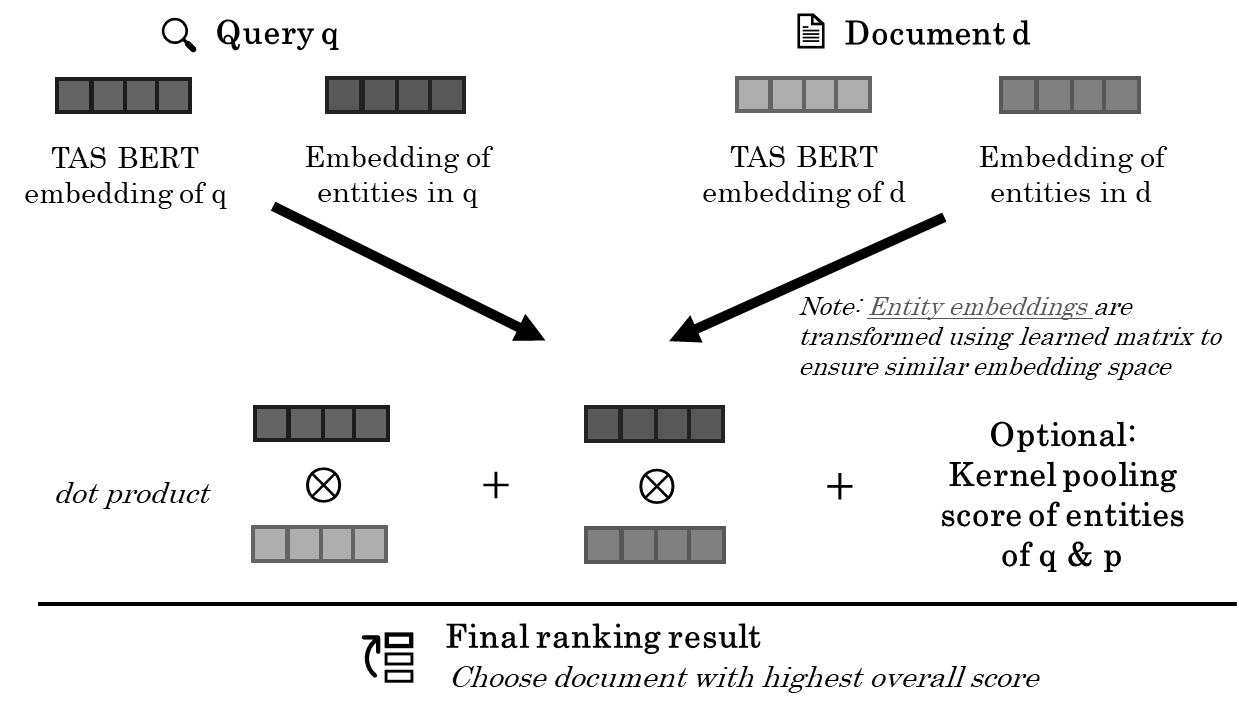 Query q
Document d
TAS BERT
embedding of q
Embedding of
entities in q
TAS BERT
embedding of d
Embedding of
entities in d
Note: Entity embeddings are
transformed using learned matrix to
ensure similar embedding space
dot product
+
+
Optional:
Kernel pooling
score of entities
of q & p
Final ranking result
Choose document with highest overall score